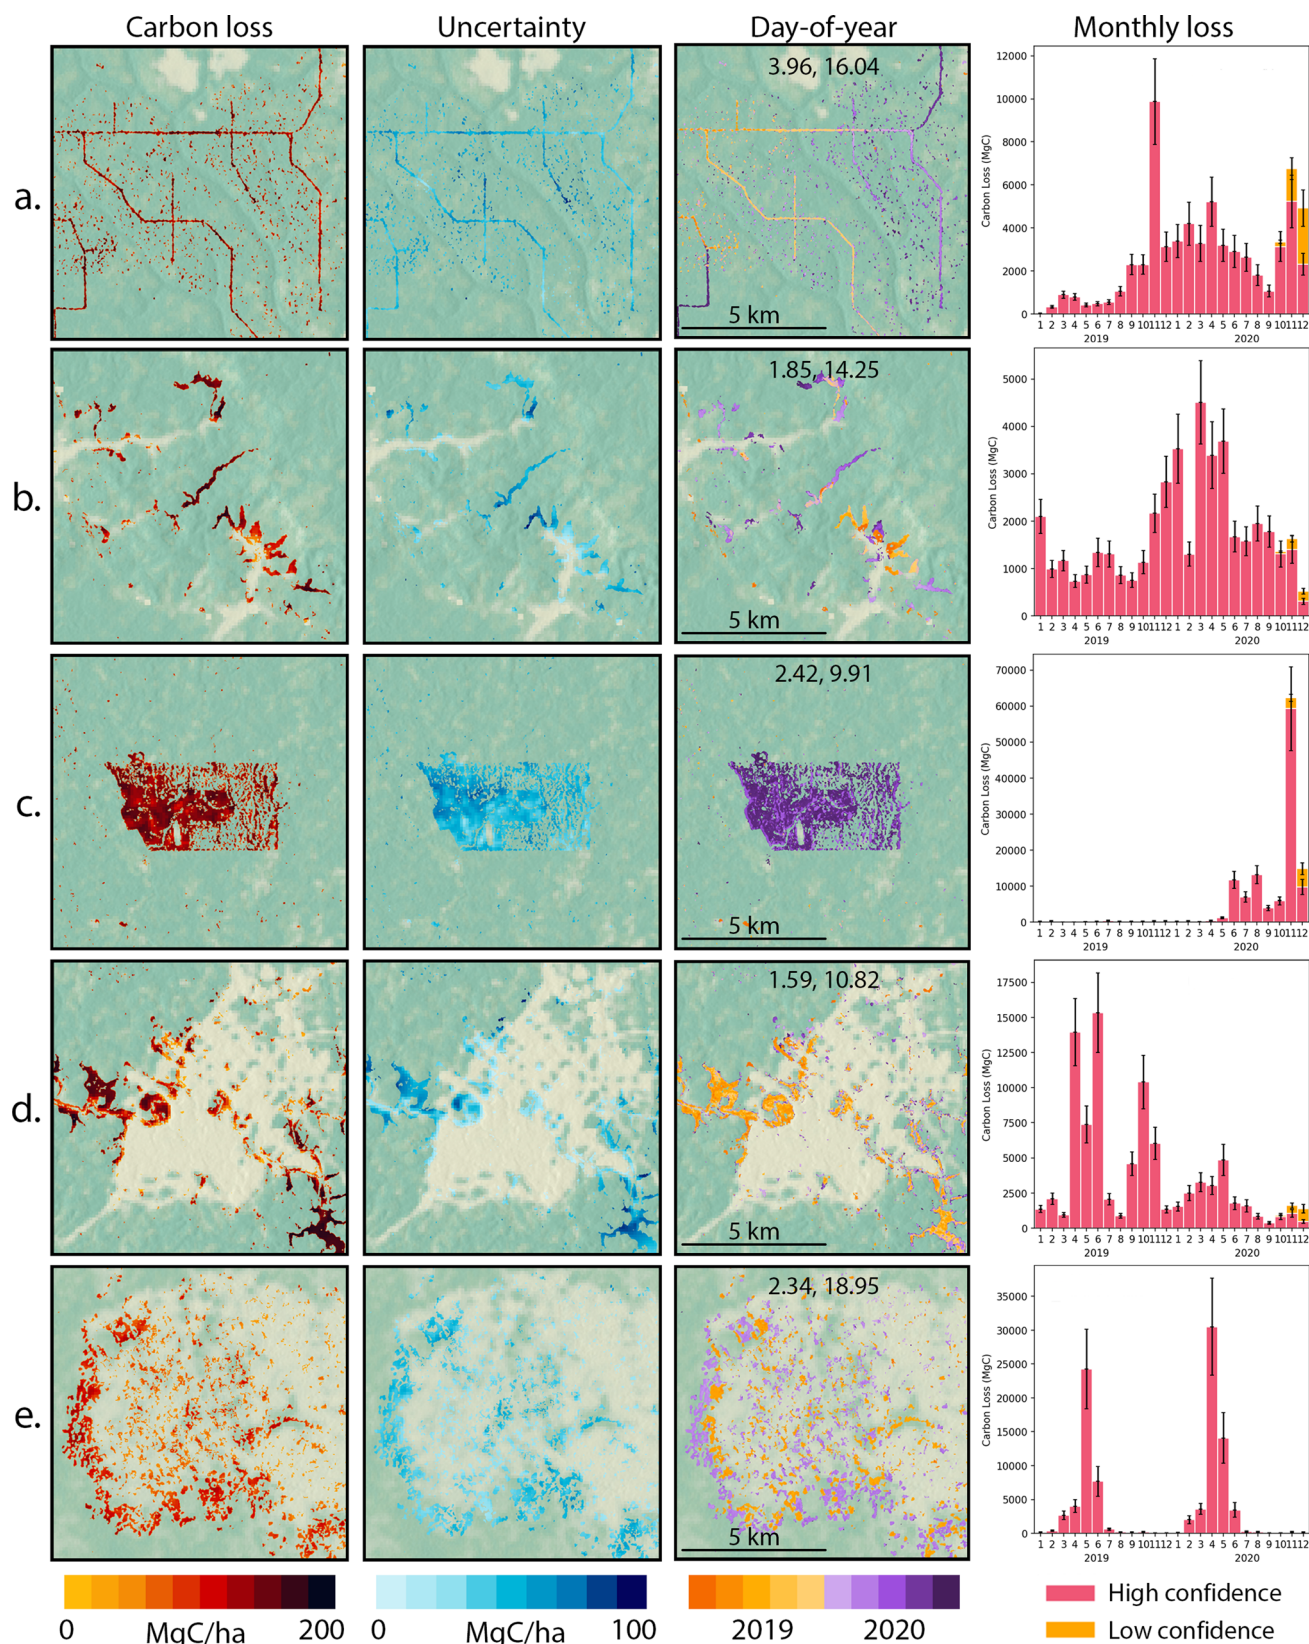 Carbon loss
Uncertainty
Day-of-year
Monthly loss
a.
3.96, 16.04
5 km
Carbon Loss (MgC)
12000
10000
8000
6000
4000
2000
0
1 2 3 4 5 6 7 8 9 10 11 12 1 2 3 4 5 6 7 8 9 10 11 12
2019 2020
b.
1.85, 14.25
5 km
Carbon Loss (MgC)
5000
4000
3000
2000
1000
0
1 2 3 4 5 6 7 8 9 10 11 12 1 2 3 4 5 6 7 8 9 10 11 12
2019 2020
c.
2.42, 9.91
5 km
Carbon Loss (MgC)
70000
60000
50000
40000
30000
20000
10000
0
1 2 3 4 5 6 7 8 9 10 11 12 1 2 3 4 5 6 7 8 9 10 11 12
2019 2020
d.
1.59, 10.82
5 km
Carbon Loss (MgC)
17500
15000
12500
10000
7500
5000
2500
0
1 2 3 4 5 6 7 8 9 10 11 12 1 2 3 4 5 6 7 8 9 10 11 12
2019 2020
e.
2.34, 18.95
5 km
Carbon Loss (MgC)
35000
30000
25000
20000
15000
10000
5000
0
1 2 3 4 5 6 7 8 9 10 11 12 1 2 3 4 5 6 7 8 9 10 11 12
2019 2020
0 MgC/ha 200
0 MgC/ha 100
2019 2020
High confidence
Low confidence